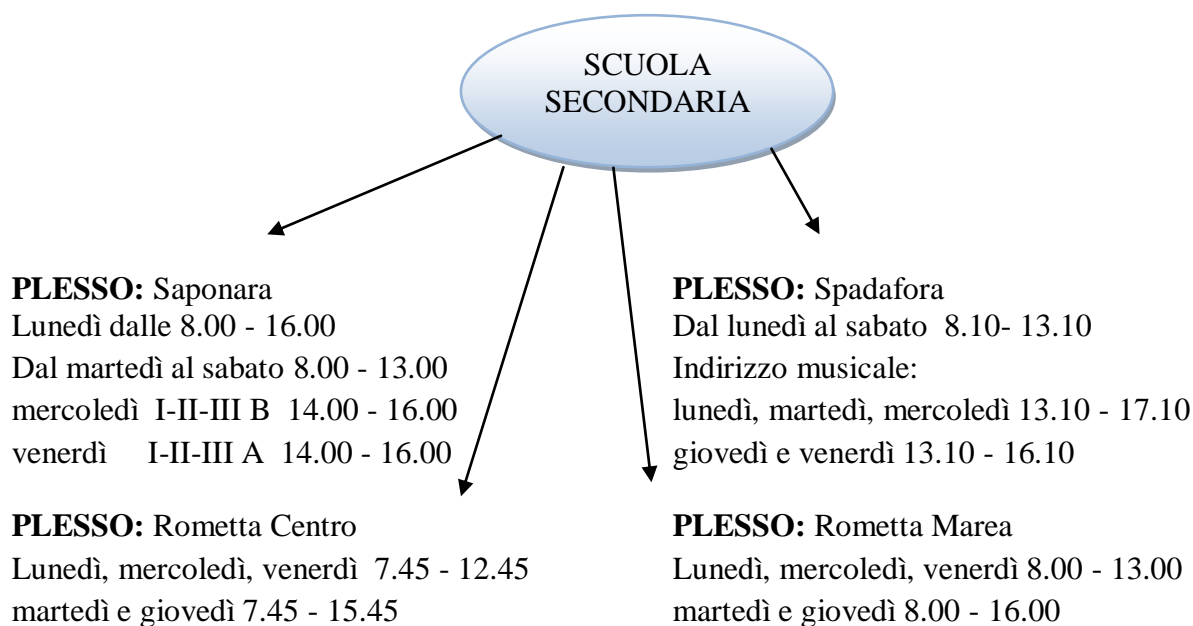 SCUOLA
SECONDARIA
PLESSO: Saponara
Lunedì dalle 8.00 - 16.00
Dal martedì al sabato 8.00 - 13.00
mercoledì I-II-III B 14.00 - 16.00
venerdì I-II-III A 14.00 - 16.00
PLESSO: Spadafora
Dal lunedì al sabato 8.10- 13.10
Indirizzo musicale:
lunedì, martedì, mercoledì 13.10 - 17.10
giovedì e venerdì 13.10 - 16.10
PLESSO: Rometta Centro
Lunedì, mercoledì, venerdì 7.45 - 12.45
martedì e giovedì 7.45 - 15.45
PLESSO: Rometta Marea
Lunedì, mercoledì, venerdì 8.00 - 13.00
martedì e giovedì 8.00 - 16.00